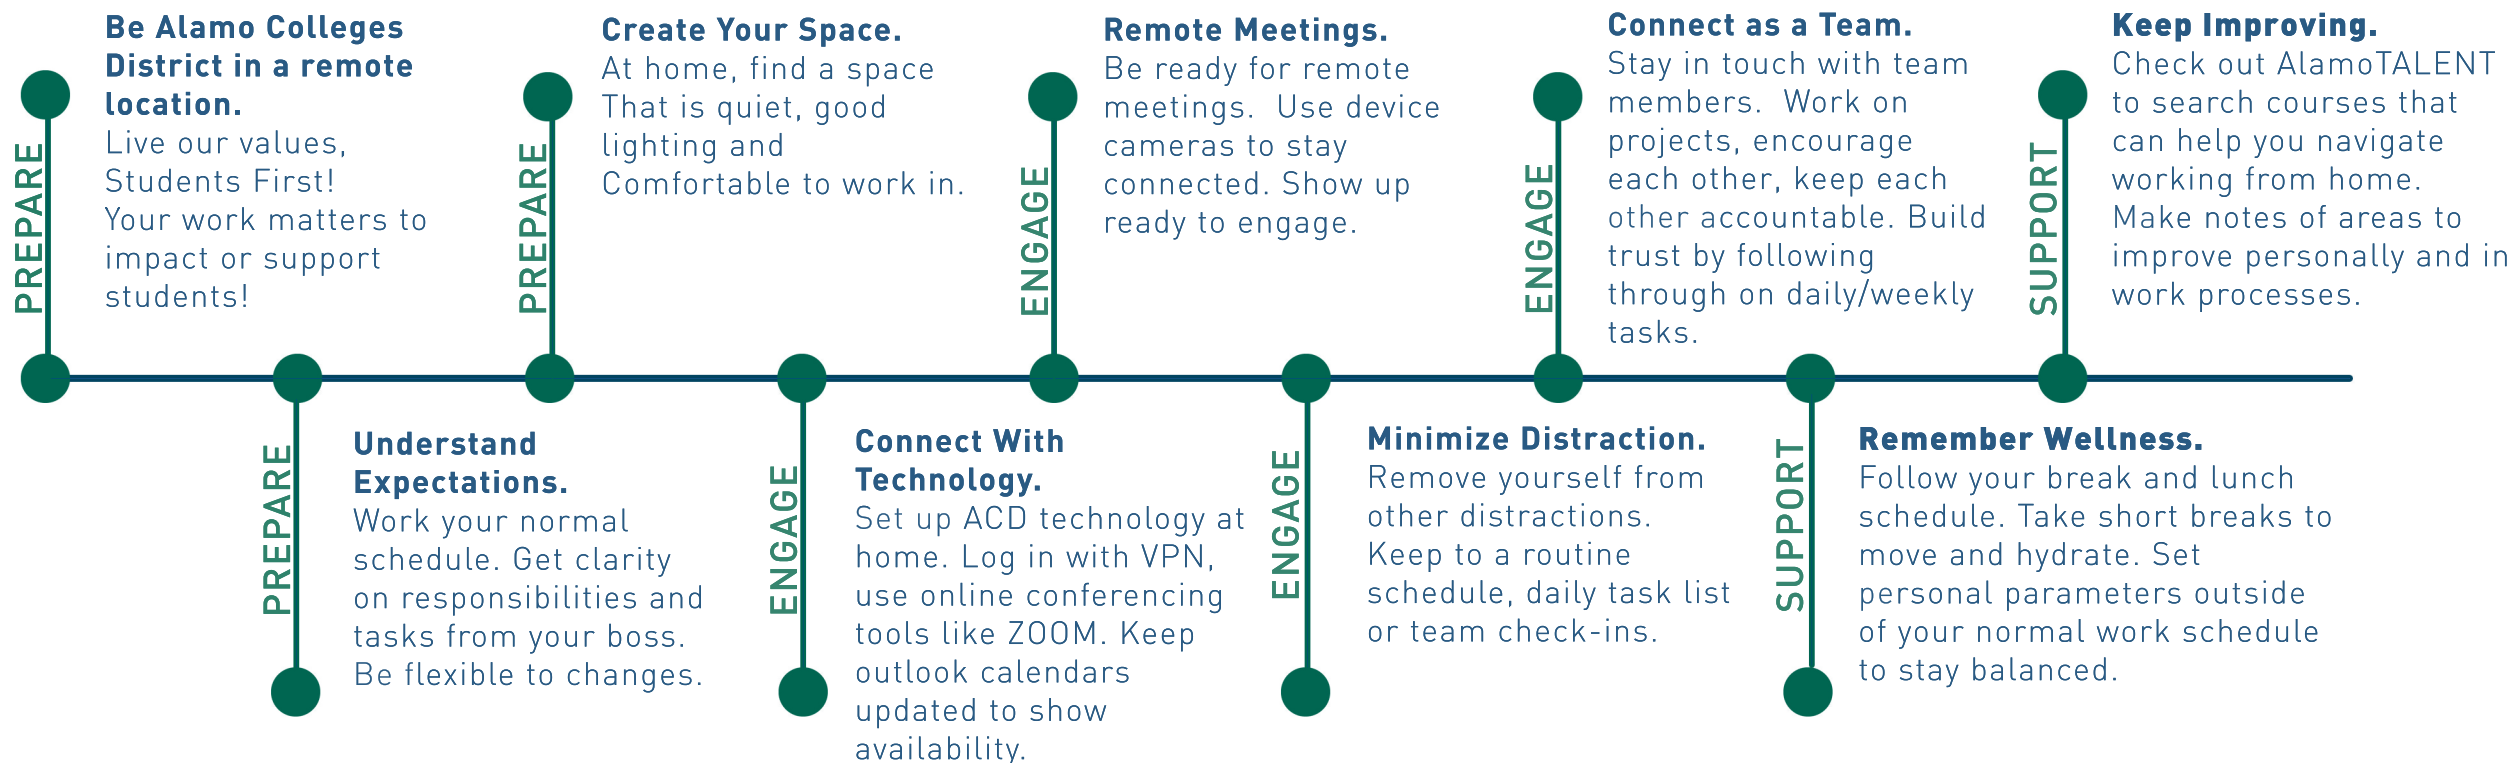 PREPARE
Be Alamo Colleges
District in a remote
location.
Live our values,
Students First!
Your work matters to
impact or support
students!
PREPARE
Understand
Expectations.
Work your normal
schedule. Get clarity
on responsibilities and
tasks from your boss.
Be flexible to changes.
PREPARE
Create Your Space.
At home, find a space
That is quiet, good
lighting and
Comfortable to work in.
ENGAGE
Connect With
Technology.
Set up ACD technology at
home. Log in with VPN,
use online conferencing
tools like ZOOM. Keep
outlook calendars
updated to show
availability.
ENGAGE
Remote Meetings.
Be ready for remote
meetings.  Use device
cameras to stay
connected. Show up
ready to engage.
ENGAGE
Minimize Distraction.
Remove yourself from
other distractions.
Keep to a routine
schedule, daily task list
or team check-ins.
ENGAGE
Connect as a Team.
Stay in touch with team
members.  Work on
projects, encourage
each other, keep each
other accountable. Build
trust by following
through on daily/weekly
tasks.
SUPPORT
Remember Wellness.
Follow your break and lunch
schedule. Take short breaks to
move and hydrate. Set
personal parameters outside
of your normal work schedule
to stay balanced.
SUPPORT
Keep Improving.
Check out AlamoTALENT
to search courses that
can help you navigate
working from home.
Make notes of areas to
improve personally and in
work processes.